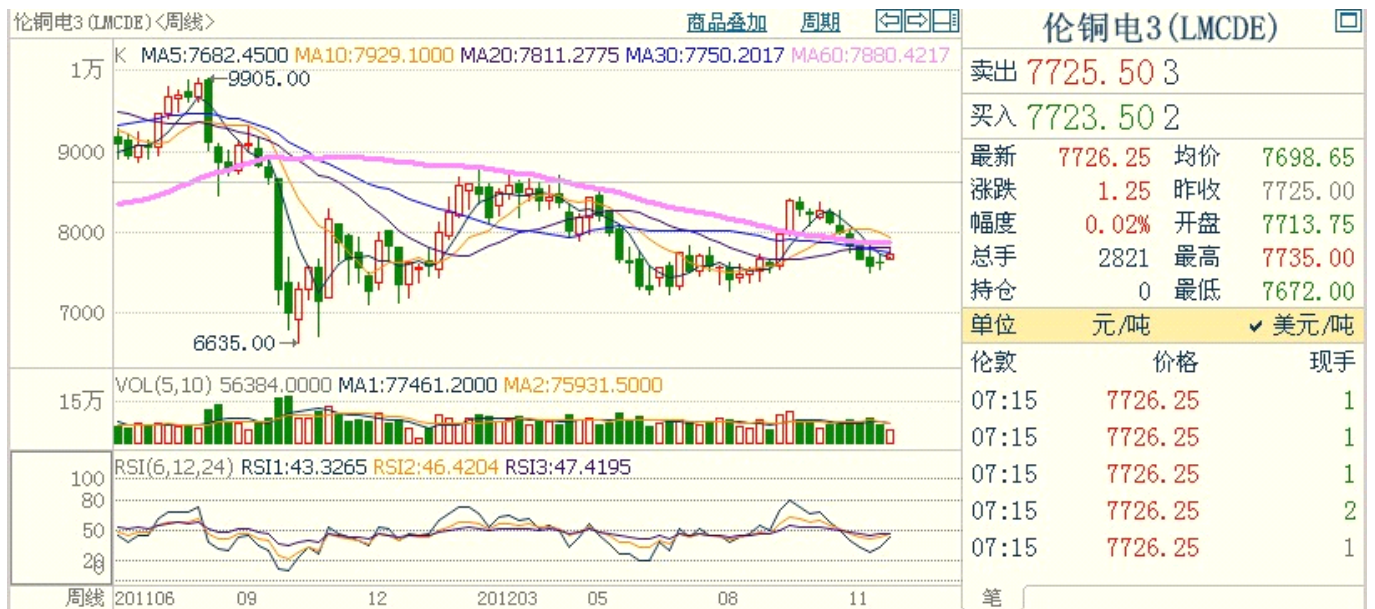 伦铜电3(LMCDE)<周线> 商品叠加 周期
K MA5:7682.4500 MA10:7929.1000 MA20:7811.2775 MA30:7750.2017 MA60:7880.4217
1万
9905.00
9000
8000
7000
6635.00
VOL(5,10) 56384.0000 MA1:77461.2000 MA2:75931.5000
15万
RSI(6,12,24) RSI1:43.3265 RSI2:46.4204 RSI3:47.4195
100
80
50
20
0
周线 201106 09 12 201203 05 08 11
伦铜电3(LMCDE)
卖出 7725.50 3
买入 7723.50 2
最新 7726.25 均价 7698.65
涨跌 1.25 昨收 7725.00
幅度 0.02% 开盘 7713.75
总手 2821 最高 7735.00
持仓 0 最低 7672.00
单位 元/吨 美元/吨
伦敦 价格 现手
07:15 7726.25 1
07:15 7726.25 1
07:15 7726.25 1
07:15 7726.25 2
07:15 7726.25 1
笔